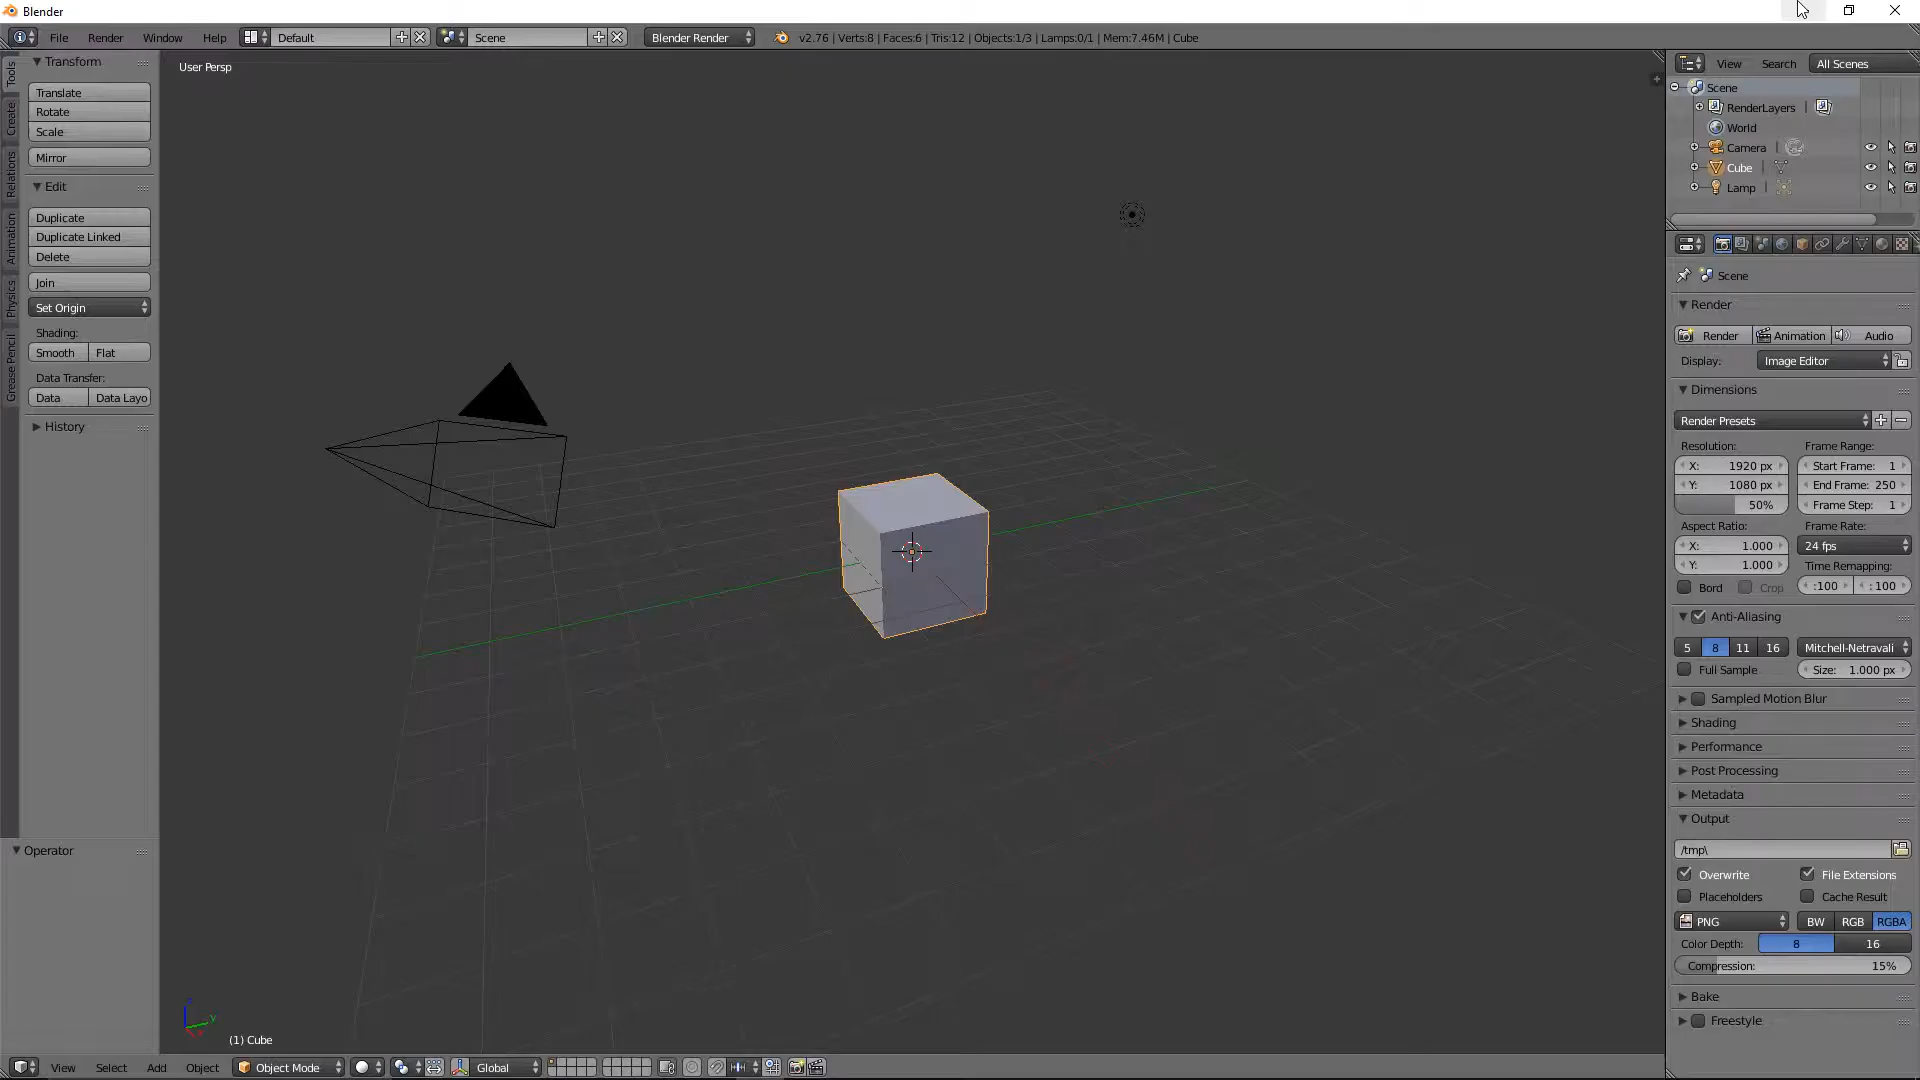 Blender
File Render Window Help Default Scene Blender Render v2.76 | Verts:8 | Faces:6 | Tris:12 | Objects:1/3 | Lamps:0/1 | Mem:7.46M | Cube
Tools
Create
Relations
Animation
Physics
Grease Pencil
Transform
Translate
Rotate
Scale
Mirror
Edit
Duplicate
Duplicate Linked
Delete
Join
Set Origin
Shading:
Smooth Flat
Data Transfer:
Data Data Layo
History
Operator
User Persp
(1) Cube
View Select Add Object Object Mode Global
View Search All Scenes
Scene
RenderLayers |
World
Camera |
Cube |
Lamp |
Scene
Render
Render Animation Audio
Display: Image Editor
Dimensions
Render Presets
Resolution: Frame Range:
X: 1920 px Start Frame: 1
Y: 1080 px End Frame: 250
50% Frame Step: 1
Aspect Ratio: Frame Rate:
X: 1.000 24 fps
Y: 1.000 Time Remapping:
Bord Crop :100 : 100
Anti-Aliasing
5 8 11 16 Mitchell-Netravali
Full Sample Size: 1.000 px
Sampled Motion Blur
Shading
Performance
Post Processing
Metadata
Output
/tmp\
Overwrite File Extensions
Placeholders Cache Result
PNG BW RGB RGBA
Color Depth: 8 16
Compression: 15%
Bake
Freestyle